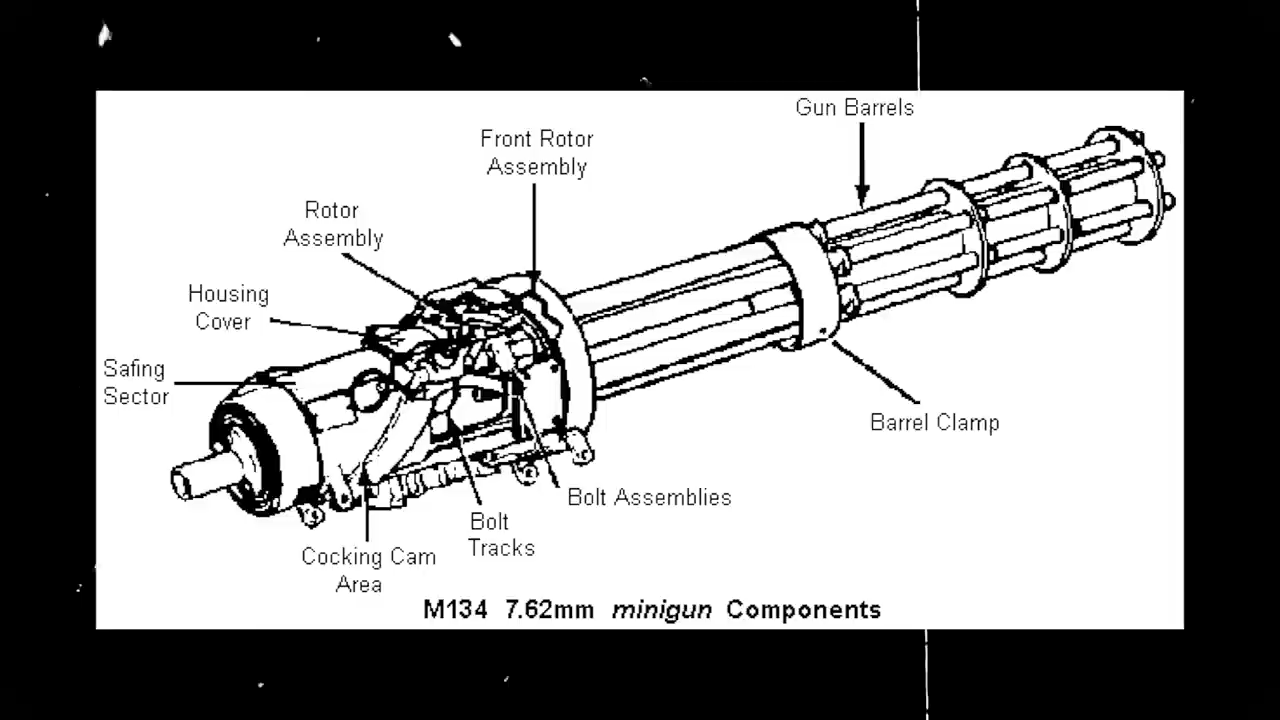 Gun Barrels
Front Rotor
Assembly
Rotor
Assembly
Housing
Cover
Safing
Sector
Barrel Clamp
Bolt Assemblies
Bolt
Tracks
Cocking Cam
Area
M134 7.62mm minigun Components